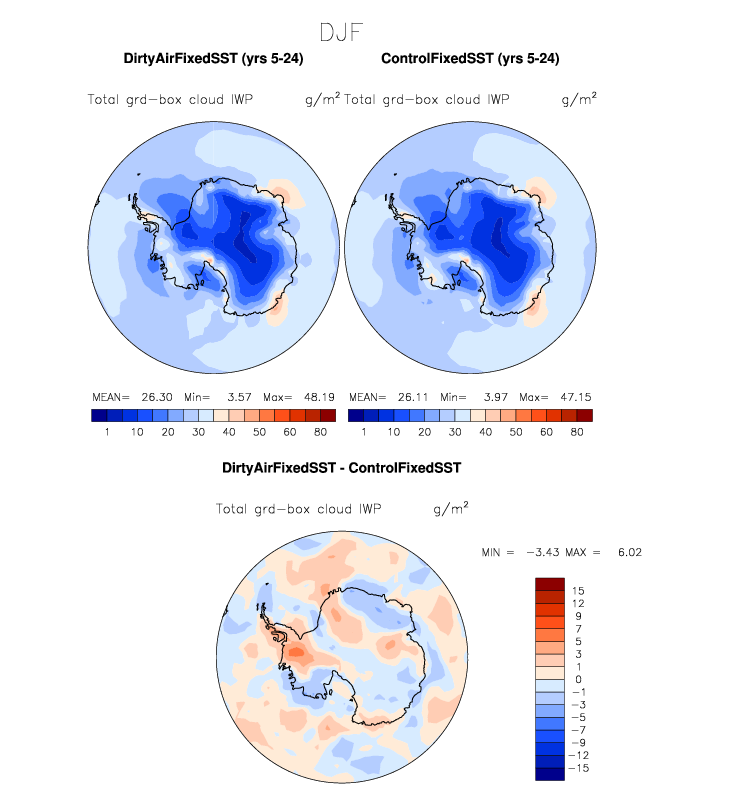 DJF
DirtyAirFixedSST (yrs 5-24) ControlFixedSST (yrs 5-24)
Total grd-box cloud IWP g/m² Total grd-box cloud IWP g/m²
MEAN= 26.30 Min= 3.57 Max= 48.19 MEAN= 26.11 Min= 3.97 Max= 47.15
1 10 20 30 40 50 60 80 1 10 20 30 40 50 60 80
DirtyAirFixedSST - ControlFixedSST
Total grd-box cloud IWP g/m²
MIN = -3.43 MAX = 6.02
15
12
9
7
5
3
1
0
-1
-3
-5
-7
-9
-12
-15